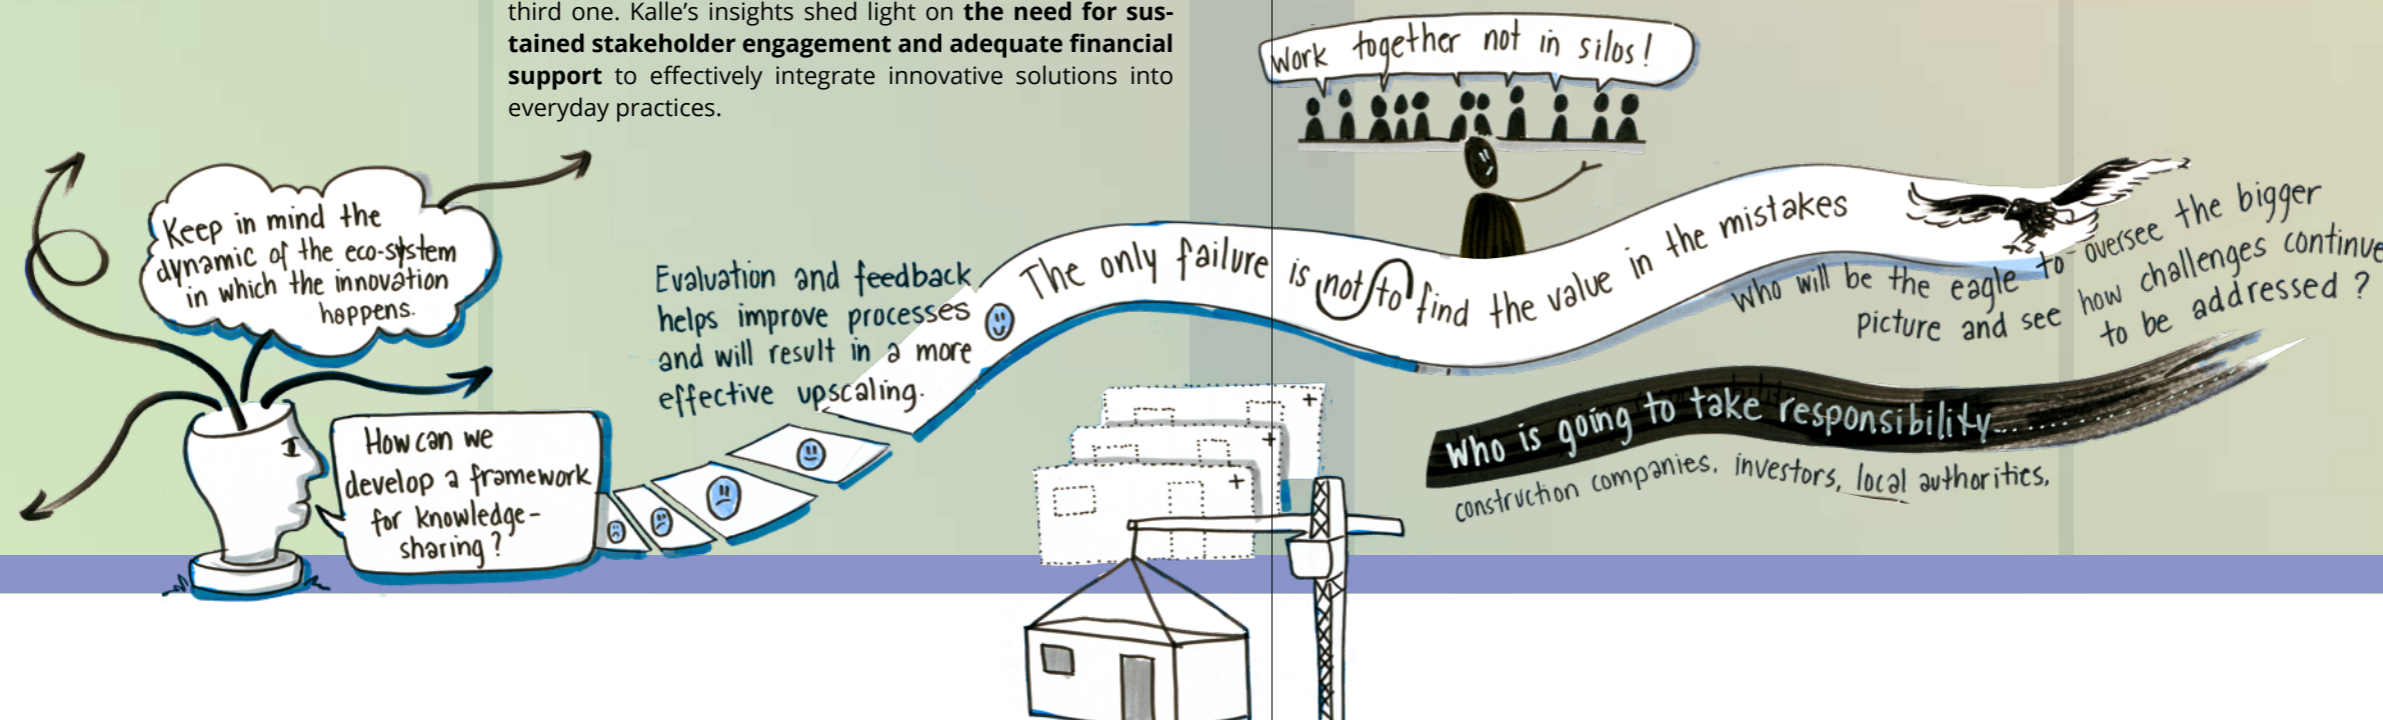 third one. Kalle’s insights shed light on the need for sus-
tained stakeholder engagement and adequate financial
support to effectively integrate innovative solutions into
everyday practices.
Work together not in silos!
Keep in mind the
dynamic of the eco-system
in which the innovation
happens.
How can we
develop a framework
for knowledge-
sharing?
Evaluation and feedback
helps improve processes
and will result in a more
effective upscaling.
The only failure is not to find the value in the mistakes
Who will be the eagle to oversee the bigger
picture and see how challenges continue
to be addressed?
Who is going to take responsibility........
construction companies, investors, local authorities,